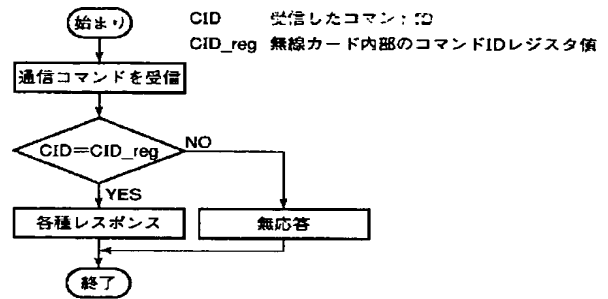 始まり
CID 受信したコマンド ID
CID_reg 無線カード内部のコマンドIDレジスタ値
通信コマンドを受信
CID=CID_reg
NO
YES
各種レスポンス
無応答
終了